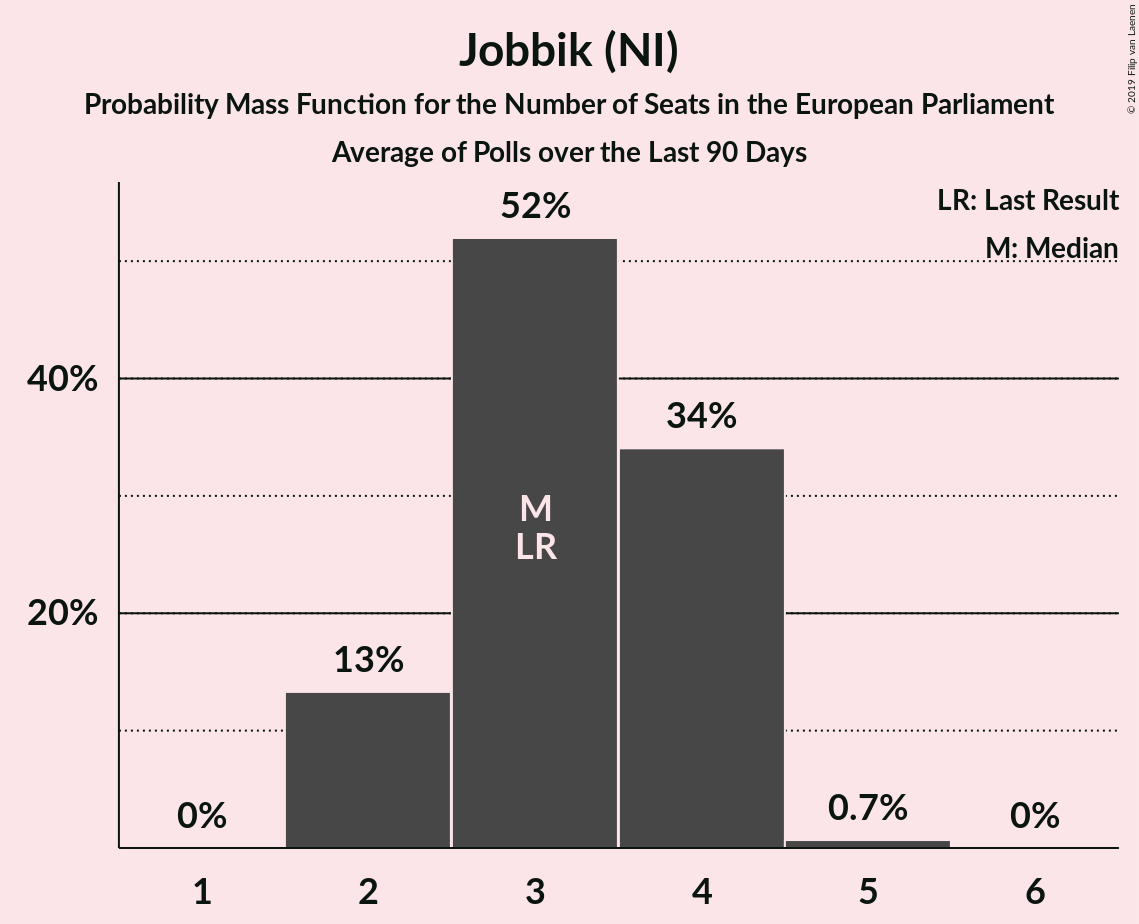 Jobbik (NI)
Probability Mass Function for the Number of Seats in the European Parliament
Average of Polls over the Last 90 Days
© 2019 Filip van Laenen
LR: Last Result
M: Median
52%
40%
34%
M
LR
20%
13%
0%
0.7%
0%
1 2 3 4 5 6